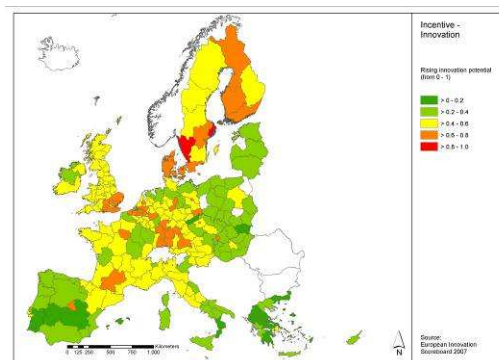 Incentive -
Innovation
Rising innovation potential
(from 0 - 1)
> 0 - 0.2
> 0.2 - 0.4
> 0.4 - 0.6
> 0.6 - 0.8
> 0.8 - 1.0
Kilometers
0 125 250 500 750 1.000
Source:
European Innovation
Scoreboard 2007